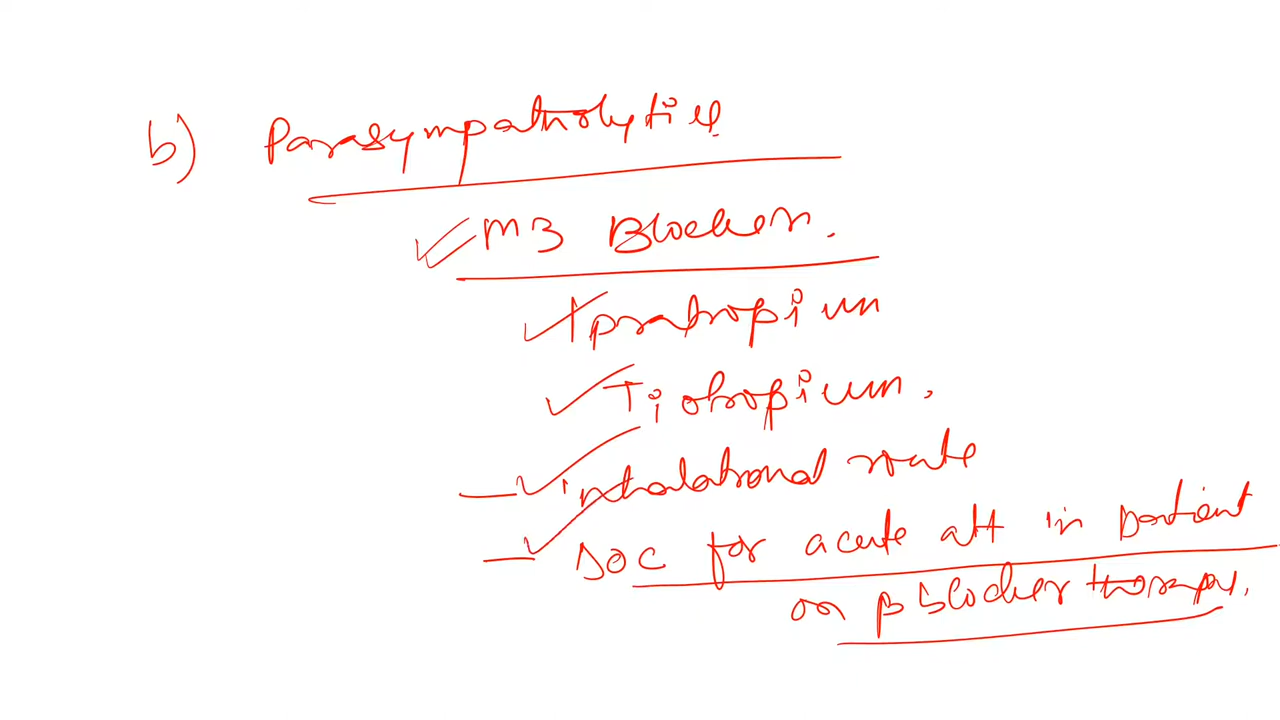 b) Parasympatholytics
M3 Blocker.
Ipratropium
Tiotropium.
- inhalational route
- DOC for acute att in patient
on β blocker therapy.